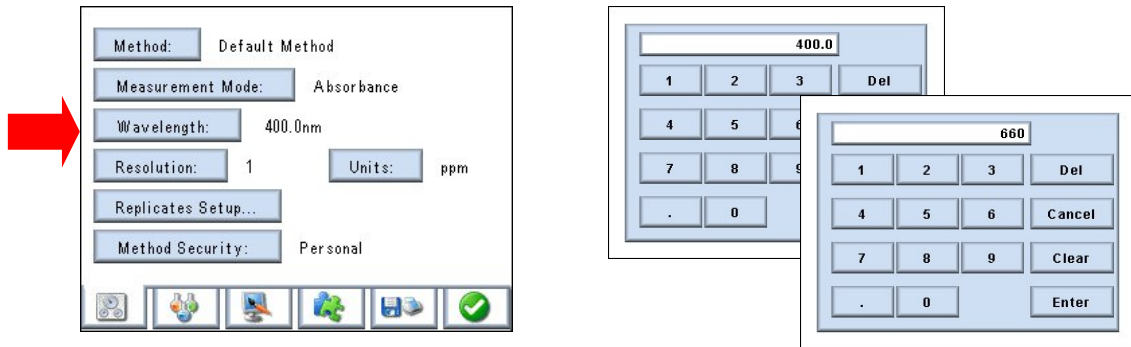 Method: Default Method
Measurement Mode: Absorbance
Wavelength: 400.0nm
Resolution: 1 Units: ppm
Replicates Setup...
Method Security: Personal
400.0
1 2 3 Del
4 5
7 8
. 0
660
1 2 3 Del
4 5 6 Cancel
7 8 9 Clear
. 0 Enter